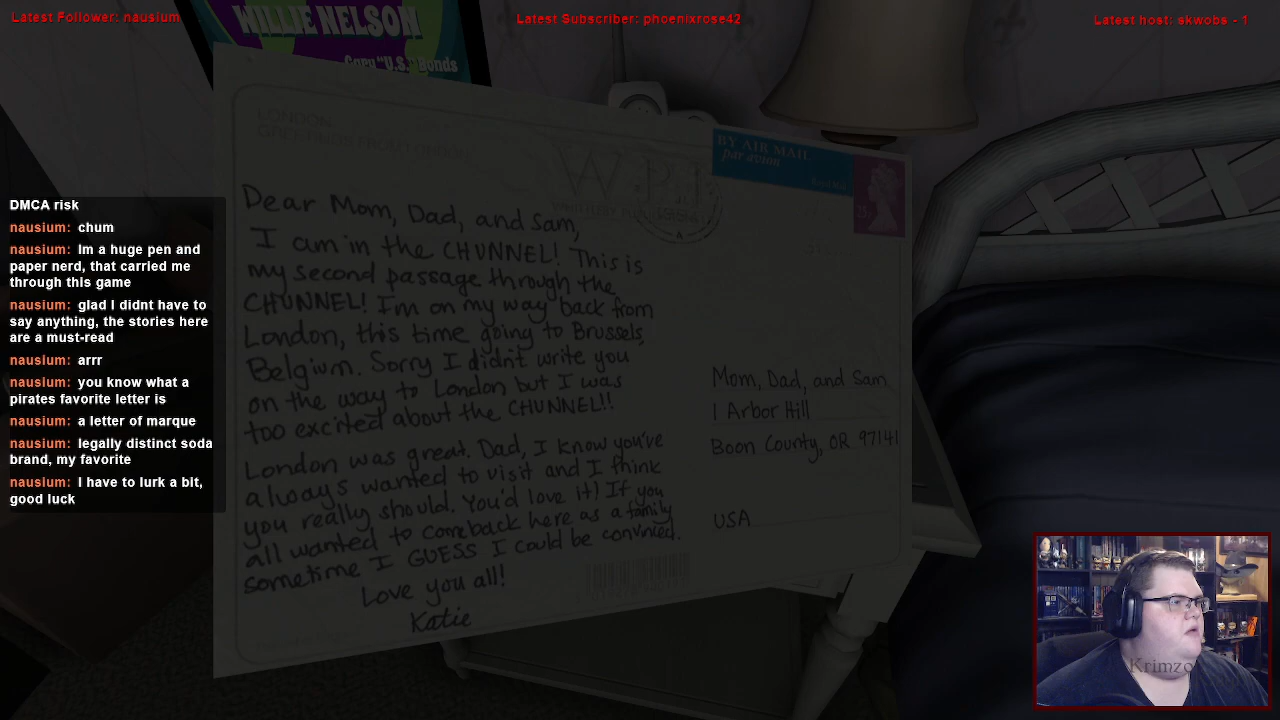 Latest Follower: nausium
Latest Subscriber: phoenixrose42
Latest host: skwobs - 1
WILLIE NELSON
Gary "U.S." Bonds
LONDON
BY AIR MAIL
par avion
Royal Mail
Dear Mom, Dad, and Sam,
I am in the CHUNNEL! This is
my second passage through the
CHUNNEL! I'm on my way back from
London, this time going to Brussels,
Belgium. Sorry I didn't write you
on the way to London but I was
too excited about the CHUNNEL!!
London was great. Dad, I know you've
always wanted to visit and I think
you really should. You'd love it! If you
all wanted to comeback here as a family
sometime I GUESS I could be convinced.
Love you all!
Katie
Mom, Dad, and Sam
1 Arbor Hill
Boon County, OR 97141
USA
DMCA risk
nausium: chum
nausium: Im a huge pen and
paper nerd, that carried me
through this game
nausium: glad I didnt have to
say anything, the stories here
are a must-read
nausium: arrr
nausium: you know what a
pirates favorite letter is
nausium: a letter of marque
nausium: legally distinct soda
brand, my favorite
nausium: I have to lurk a bit,
good luck
Krimzo